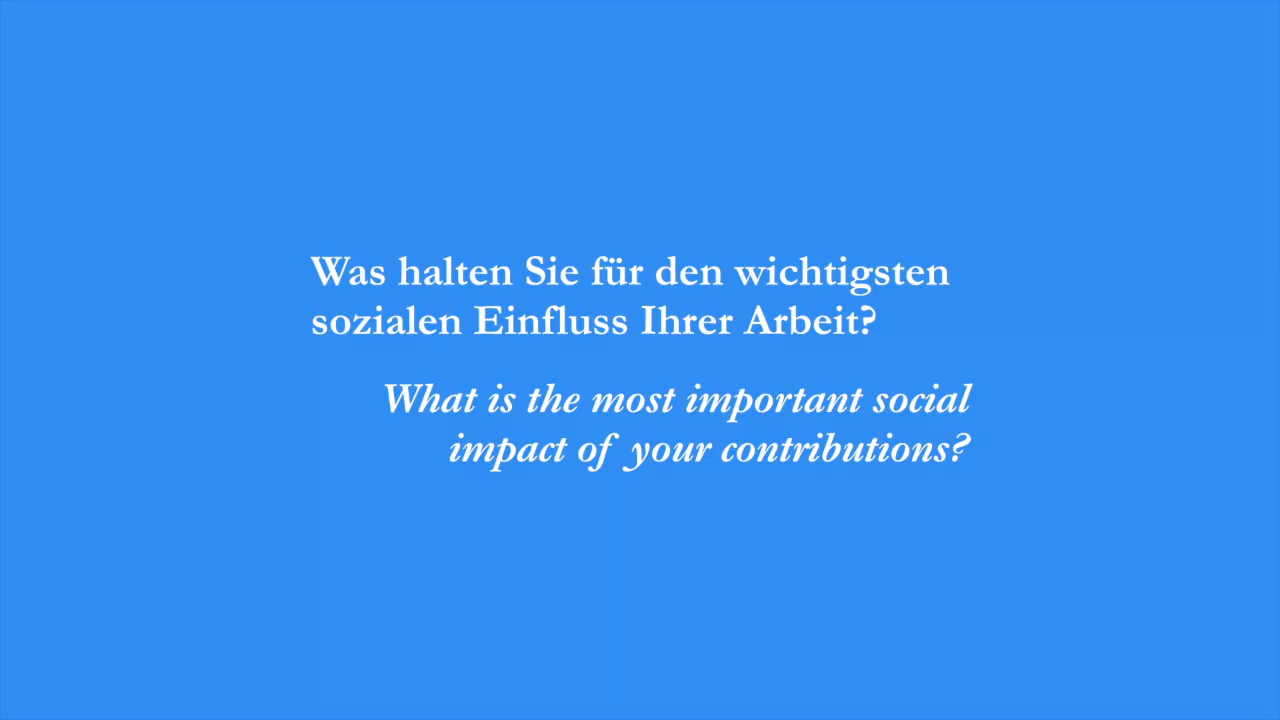 Was halten Sie für den wichtigsten
sozialen Einfluss Ihrer Arbeit?
What is the most important social
impact of your contributions?